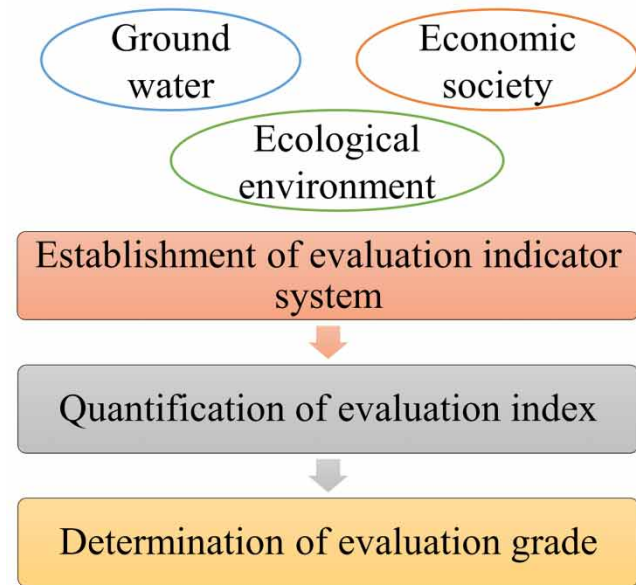 Ground
water
Economic
society
Ecological
environment
Establishment of evaluation indicator
system
Quantification of evaluation index
Determination of evaluation grade